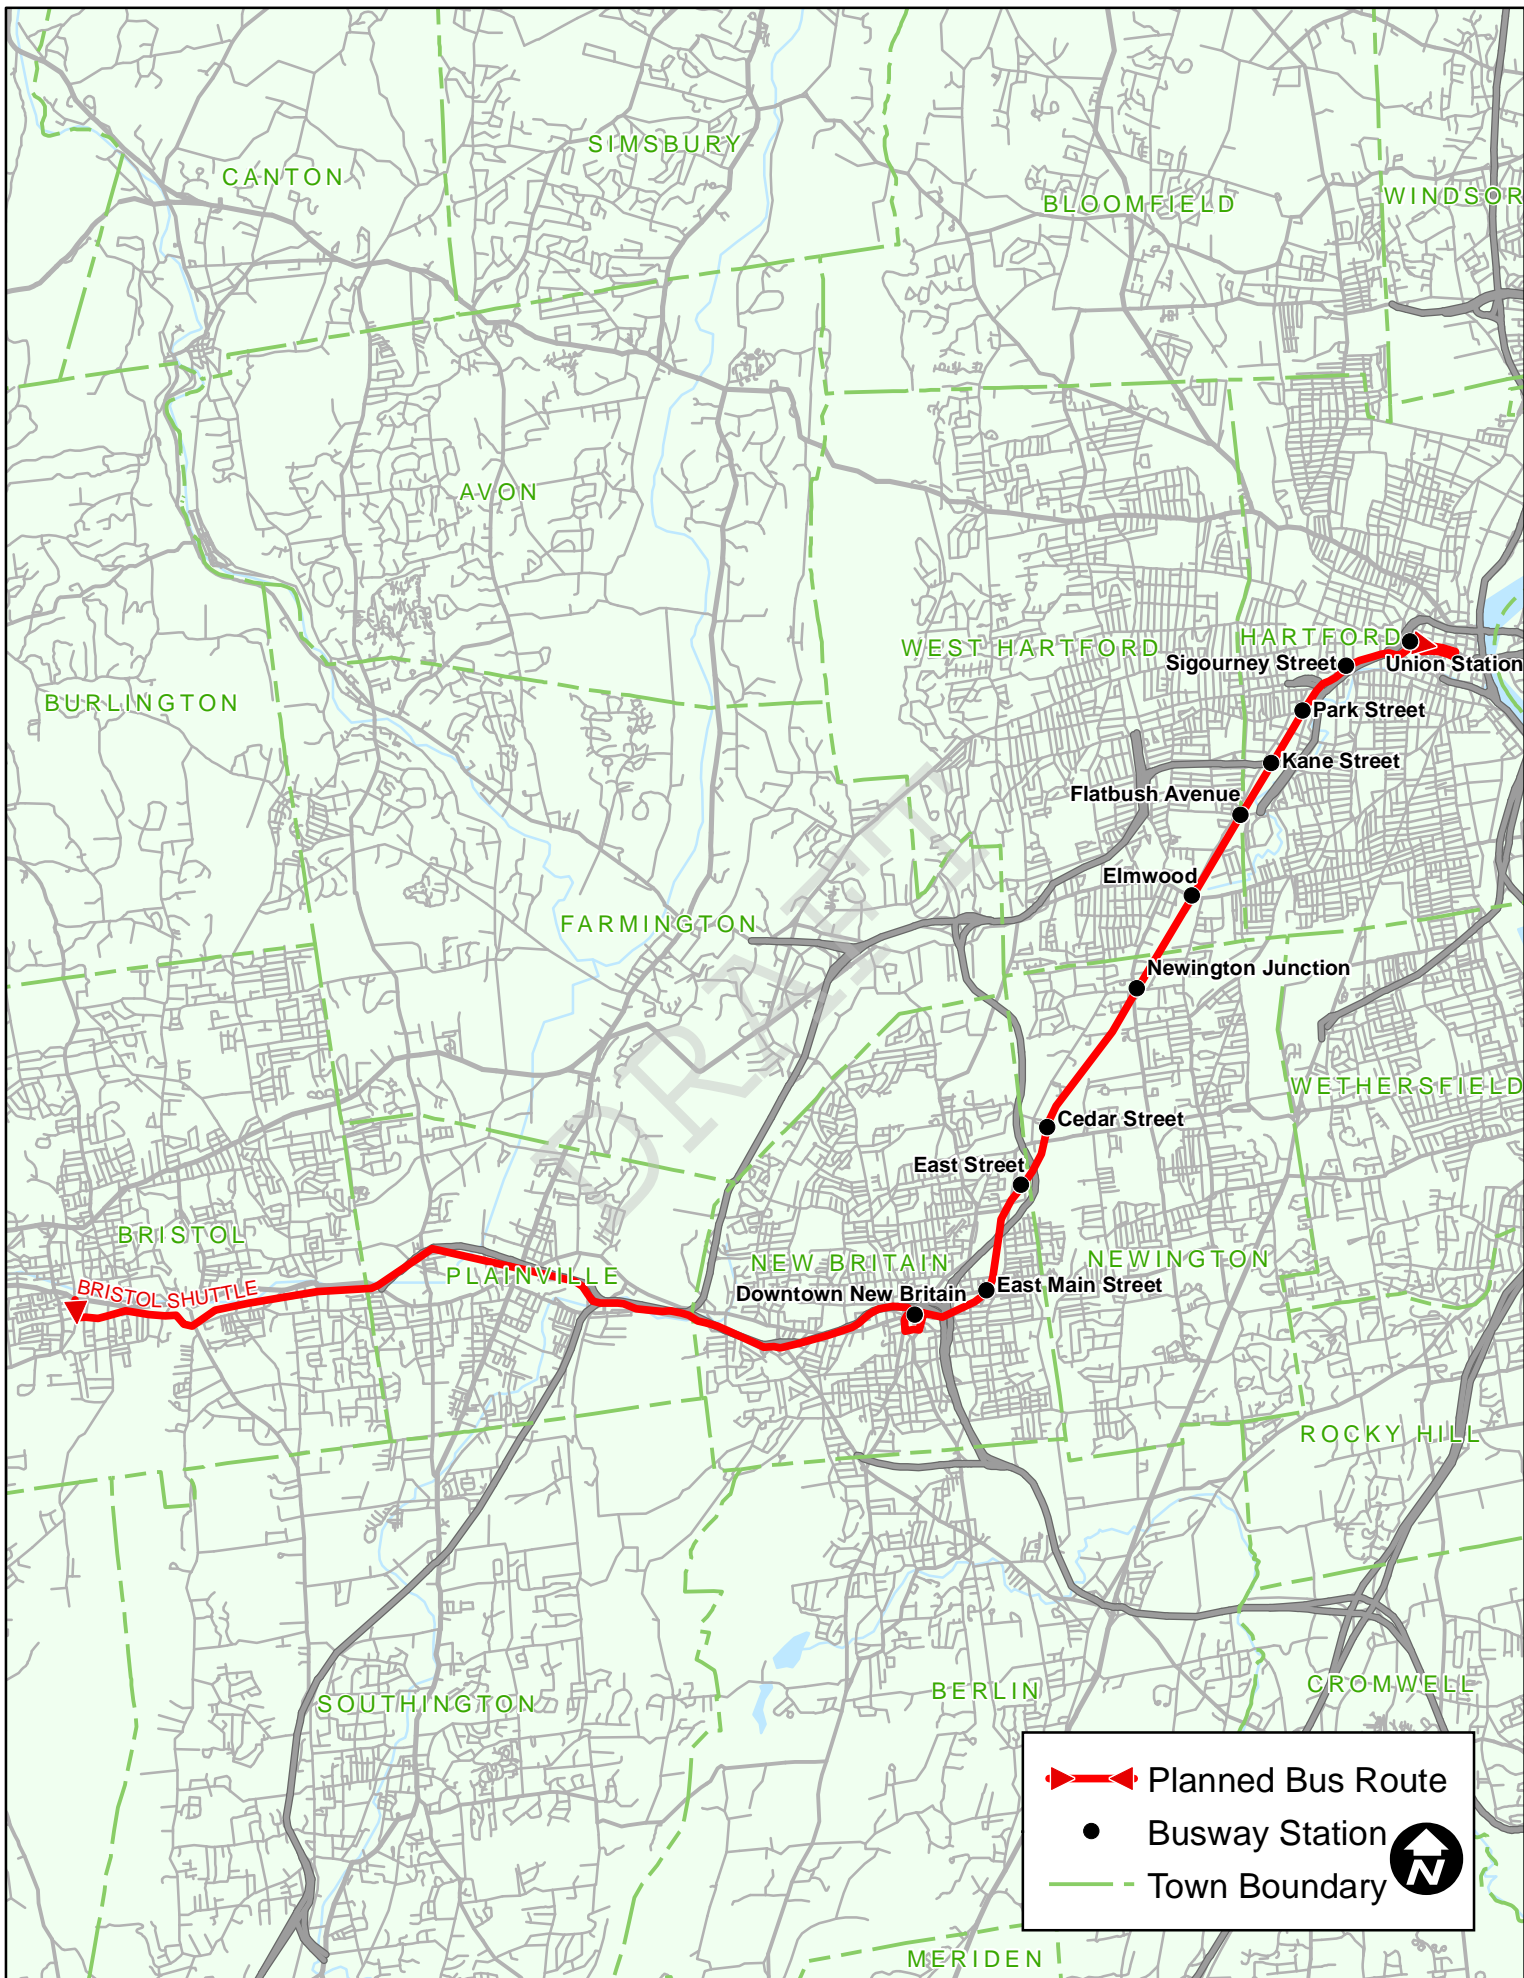 SIMSBURY
CANTON
BLOOMFIELD
WINDSOR
AVON
HARTFORD
WEST HARTFORD
Sigourney Street
Union Station
BURLINGTON
Park Street
Kane Street
Flatbush Avenue
Elmwood
FARMINGTON
Newington Junction
DRAFT
WETHERSFIELD
Cedar Street
East Street
BRISTOL
NEW BRITAIN
NEWINGTON
PLAINVILLE
BRISTOL SHUTTLE
Downtown New Britain
East Main Street
ROCKY HILL
CROMWELL
BERLIN
SOUTHINGTON
Planned Bus Route
Busway Station
N
Town Boundary
MERIDEN